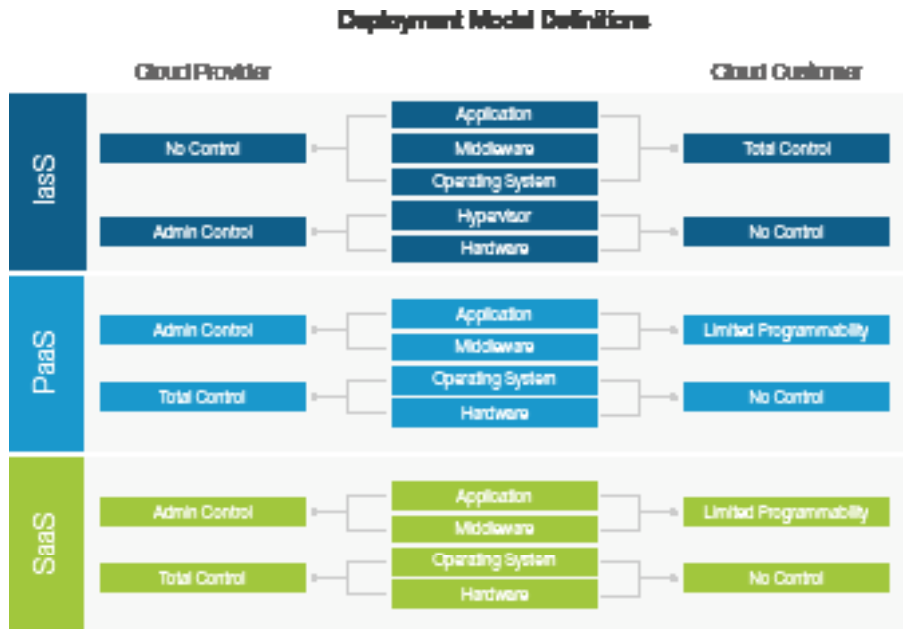 Deployment Model Definitions
Cloud Provider
Cloud Customer
IasS
No Control
Admin Control
Application
Middleware
Operating System
Hypervisor
Hardware
Total Control
No Control
PaaS
Admin Control
Total Control
Application
Middleware
Operating System
Hardware
Limited Programmability
No Control
SaaS
Admin Control
Total Control
Application
Middleware
Operating System
Hardware
Limited Programmability
No Control